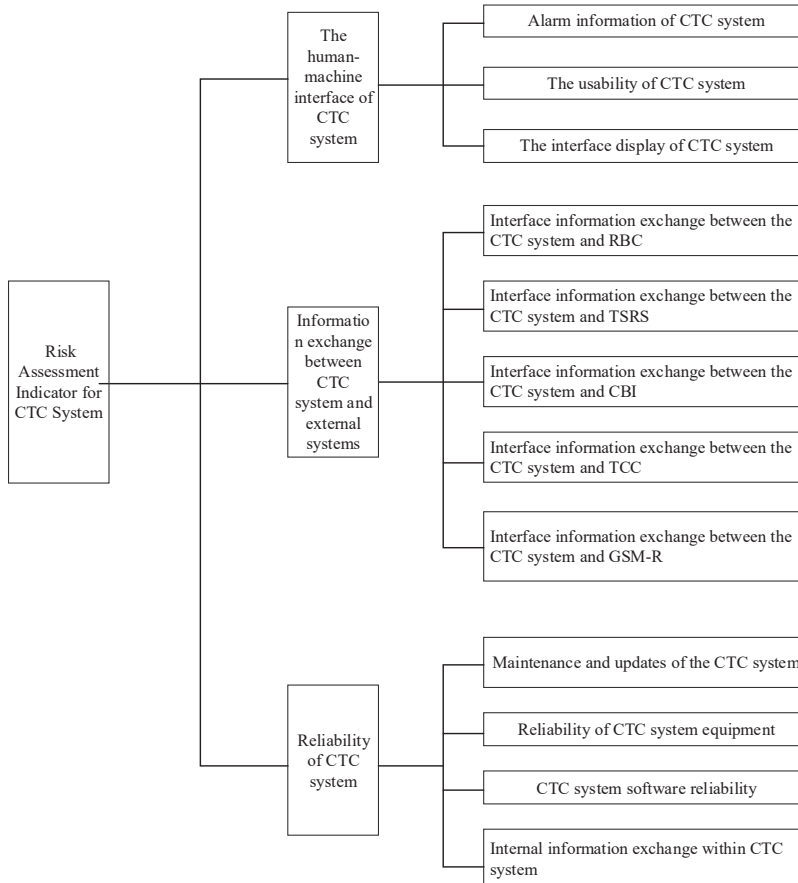 Risk
Assessment
Indicator for
CTC System
The
human-
machine
interface of
CTC
system
Alarm information of CTC system
The usability of CTC system
The interface display of CTC system
Informatio
n exchange
between
CTC
system and
external
systems
Interface information exchange between the
CTC system and RBC
Interface information exchange between the
CTC system and TSRS
Interface information exchange between the
CTC system and CBI
Interface information exchange between the
CTC system and TCC
Interface information exchange between the
CTC system and GSM-R
Reliability
of CTC
system
Maintenance and updates of the CTC system
Reliability of CTC system equipment
CTC system software reliability
Internal information exchange within CTC
system